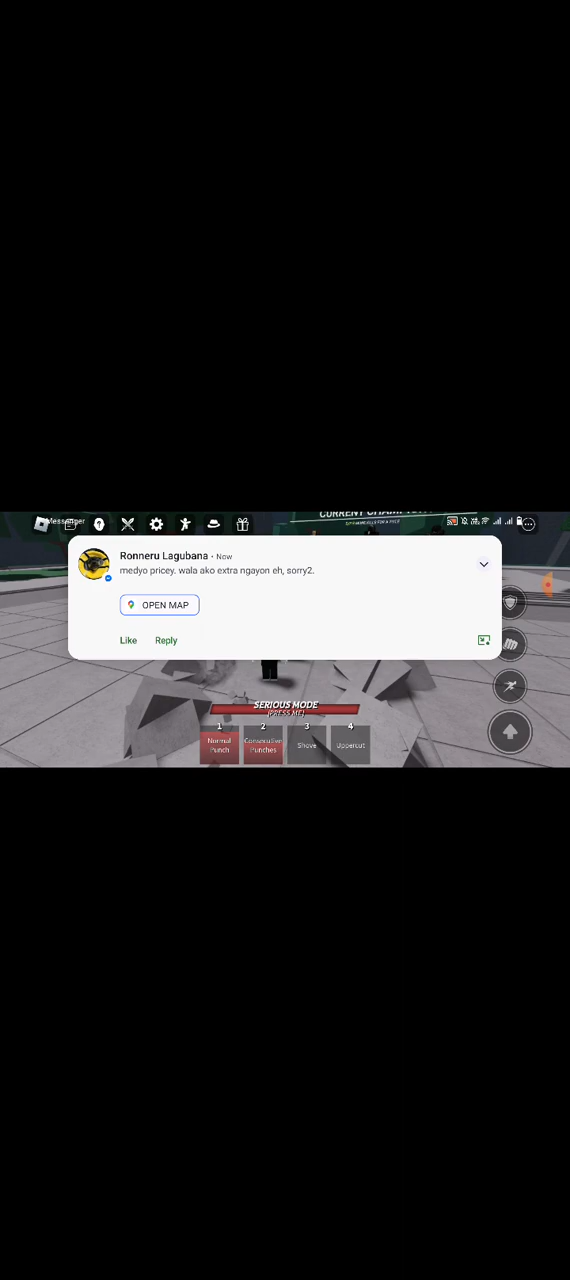 Messenger
CURRENT CHAMP
Ronneru Lagubana • Now
medyo pricey. wala ako extra ngayon eh, sorry2.
OPEN MAP
Like Reply
SERIOUS MODE
(PRESS ME)
1 2 3 4
Normal Punch
Consecutive Punches
Shove
Uppercut